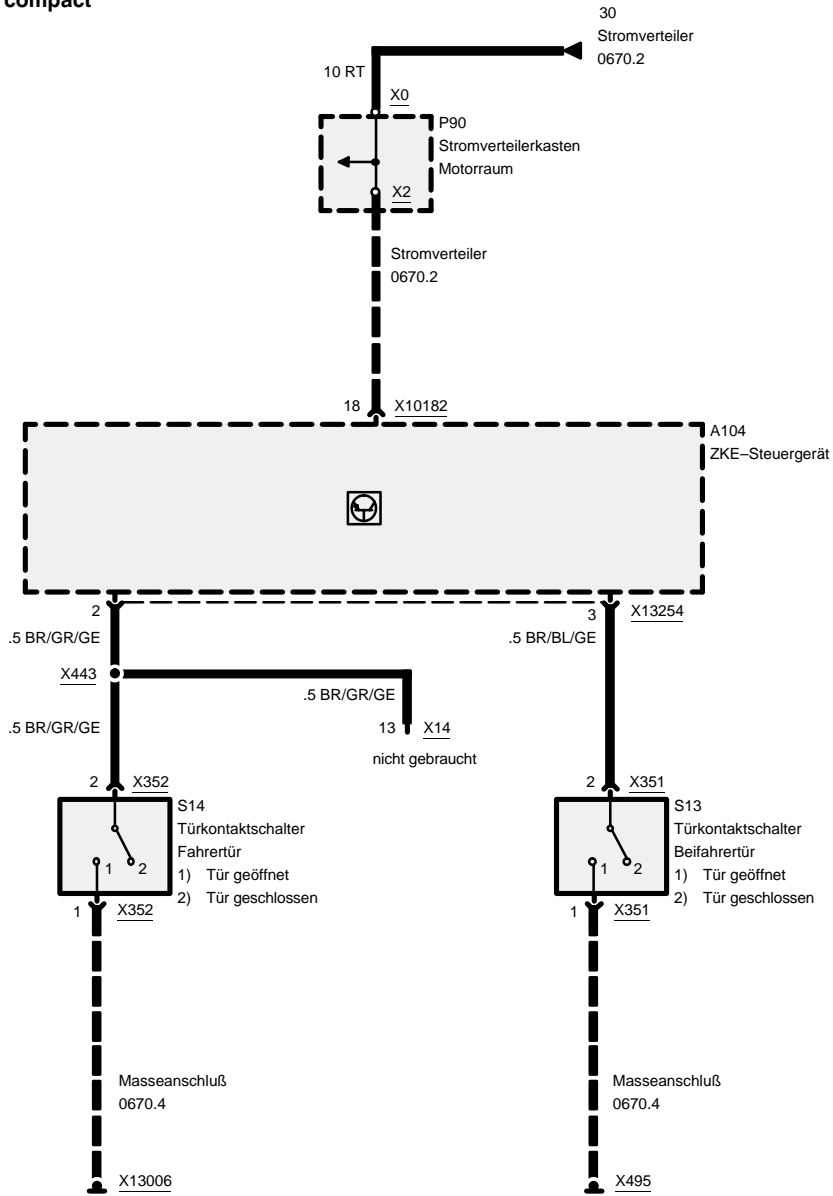 compact
30
Stromverteiler
0670.2
10 RT
X0
P90
Stromverteilerkasten
Motorraum
X2
Stromverteiler
0670.2
18 X10182
A104
ZKE–Steuergerät
2 3 X13254
.5 BR/GR/GE .5 BR/BL/GE
X443
.5 BR/GR/GE
.5 BR/GR/GE
13 X14
nicht gebraucht
2 X352
S14
Türkontaktschalter
Fahrertür
1) Tür geöffnet
2) Tür geschlossen
1 2
1 X352
2 X351
S13
Türkontaktschalter
Beifahrertür
1) Tür geöffnet
2) Tür geschlossen
1 2
1 X351
Masseanschluß
0670.4
Masseanschluß
0670.4
X13006
X495